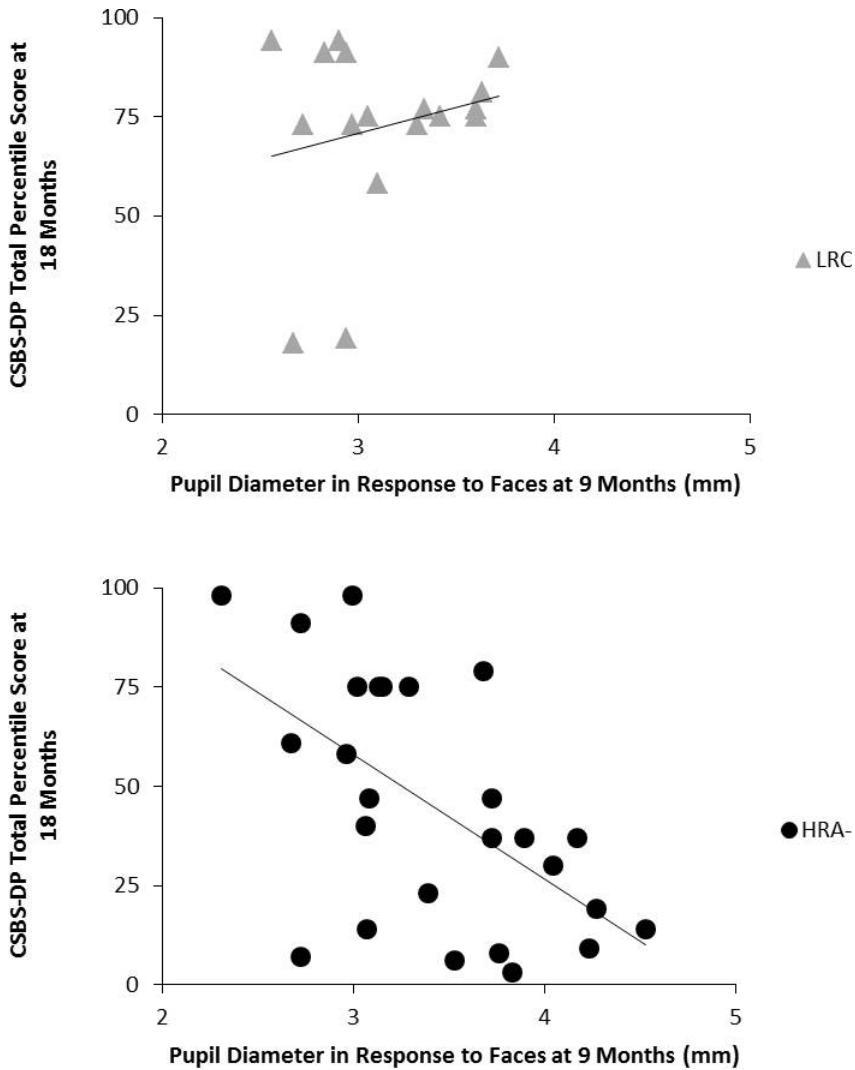 100
75
50
25
0
CSBS-DP Total Percentile Score at
18 Months
2 3 4 5
Pupil Diameter in Response to Faces at 9 Months (mm)
LRC
100
75
50
25
0
CSBS-DP Total Percentile Score at
18 Months
2 3 4 5
Pupil Diameter in Response to Faces at 9 Months (mm)
HRA-